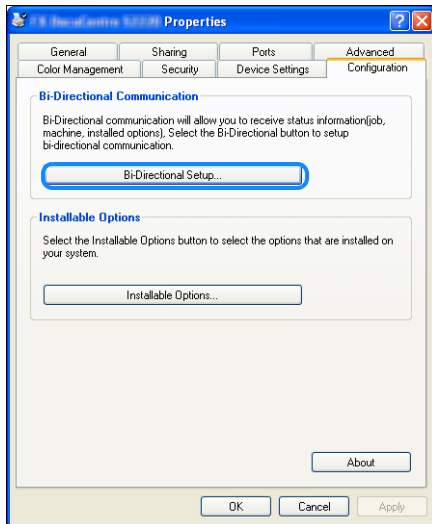 Properties
General
Sharing
Ports
Advanced
Color Management
Security
Device Settings
Configuration
Bi-Directional Communication
Bi-Directional communication will allow you to receive status information(job,
machine, installed options), Select the Bi-Directional button to setup
bi-directional communication.
Bi-Directional Setup...
Installable Options
Select the Installable Options button to select the options that are installed on
your system.
Installable Options...
About
OK
Cancel
Apply